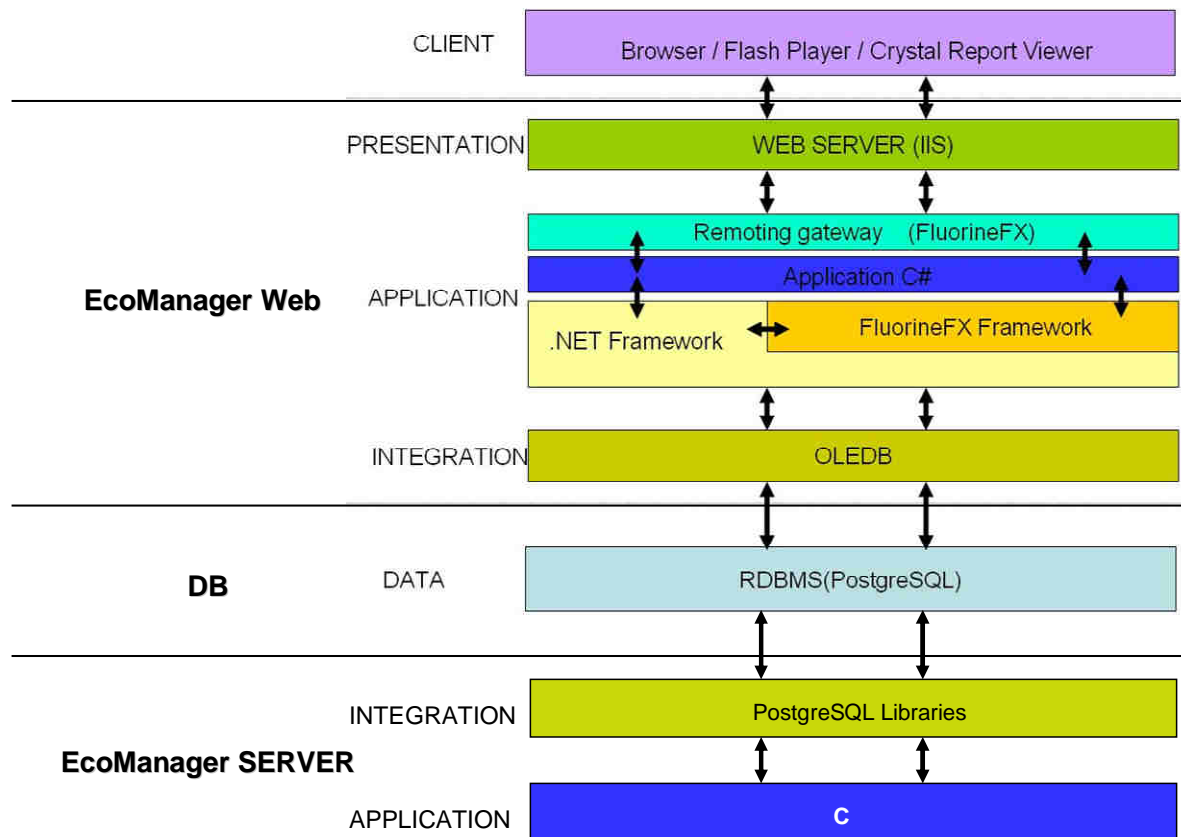 CLIENT
Browser / Flash Player / Crystal Report Viewer
PRESENTATION
WEB SERVER (IIS)
Remoting gateway (FluorineFX)
EcoManager Web
APPLICATION
Application C#
.NET Framework
FluorineFX Framework
INTEGRATION
OLEDB
DB
DATA
RDBMS(PostgreSQL)
INTEGRATION
PostgreSQL Libraries
EcoManager SERVER
APPLICATION
C